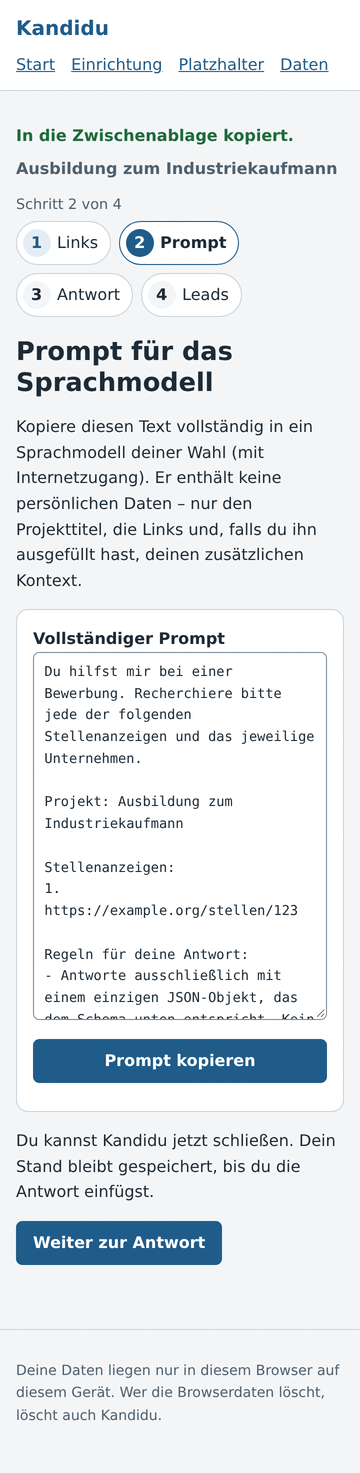 Kandidu
Start Einrichtung Platzhalter Daten
In die Zwischenablage kopiert.
Ausbildung zum Industriekaufmann
Schritt 2 von 4
1 Links 2 Prompt
3 Antwort 4 Leads
Prompt für das
Sprachmodell
Kopiere diesen Text vollständig in ein
Sprachmodell deiner Wahl (mit
Internetzugang). Er enthält keine
persönlichen Daten – nur den
Projekttitel, die Links und, falls du ihn
ausgefüllt hast, deinen zusätzlichen
Kontext.
Vollständiger Prompt
Du hilfst mir bei einer
Bewerbung. Recherchiere bitte
jede der folgenden
Stellenanzeigen und das jeweilige
Unternehmen.
Projekt: Ausbildung zum
Industriekaufmann
Stellenanzeigen:
1.
https://example.org/stellen/123
Regeln für deine Antwort:
- Antworte ausschließlich mit
einem einzigen JSON-Objekt, das
dem Schema unten entspricht. Kein
Prompt kopieren
Du kannst Kandidu jetzt schließen. Dein
Stand bleibt gespeichert, bis du die
Antwort einfügst.
Weiter zur Antwort
Deine Daten liegen nur in diesem Browser auf
diesem Gerät. Wer die Browserdaten löscht,
löscht auch Kandidu.